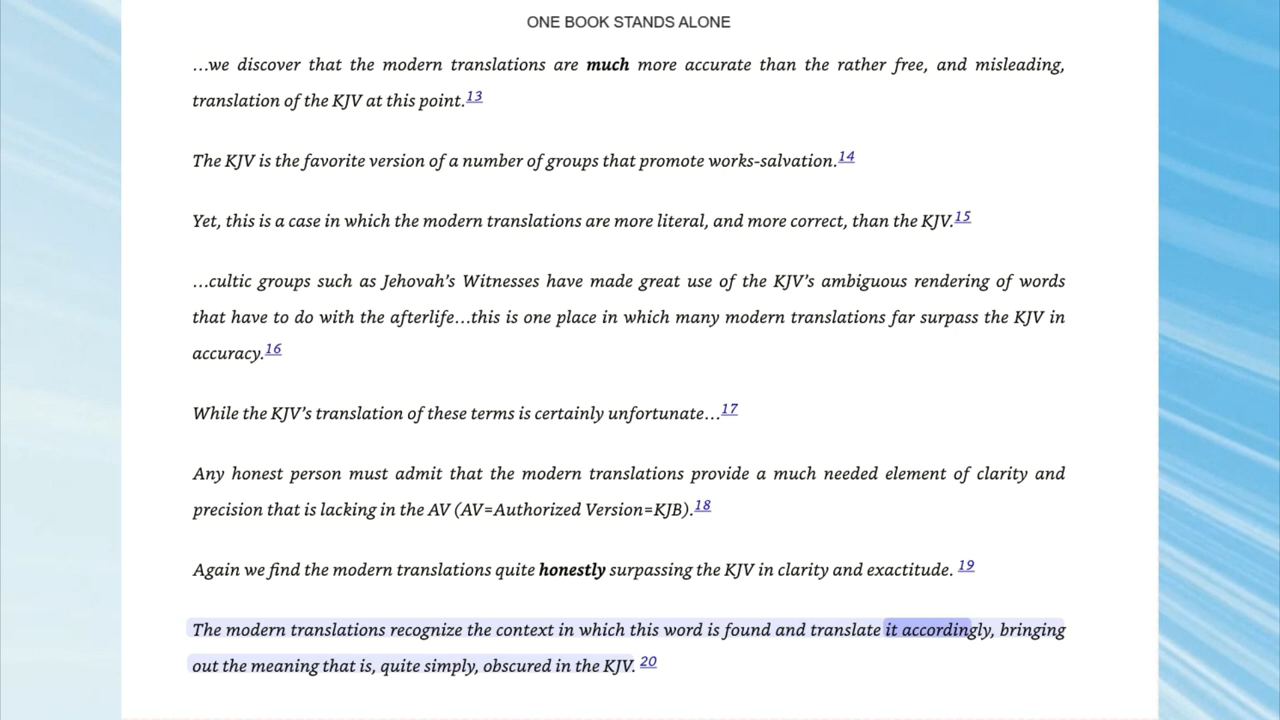 ONE BOOK STANDS ALONE
…we discover that the modern translations are much more accurate than the rather free, and misleading,
translation of the KJV at this point.13
The KJV is the favorite version of a number of groups that promote works-salvation.14
Yet, this is a case in which the modern translations are more literal, and more correct, than the KJV.15
…cultic groups such as Jehovah’s Witnesses have made great use of the KJV’s ambiguous rendering of words
that have to do with the afterlife…this is one place in which many modern translations far surpass the KJV in
accuracy.16
While the KJV’s translation of these terms is certainly unfortunate…17
Any honest person must admit that the modern translations provide a much needed element of clarity and
precision that is lacking in the AV (AV=Authorized Version=KJB).18
Again we find the modern translations quite honestly surpassing the KJV in clarity and exactitude. 19
The modern translations recognize the context in which this word is found and translate it accordingly, bringing
out the meaning that is, quite simply, obscured in the KJV. 20